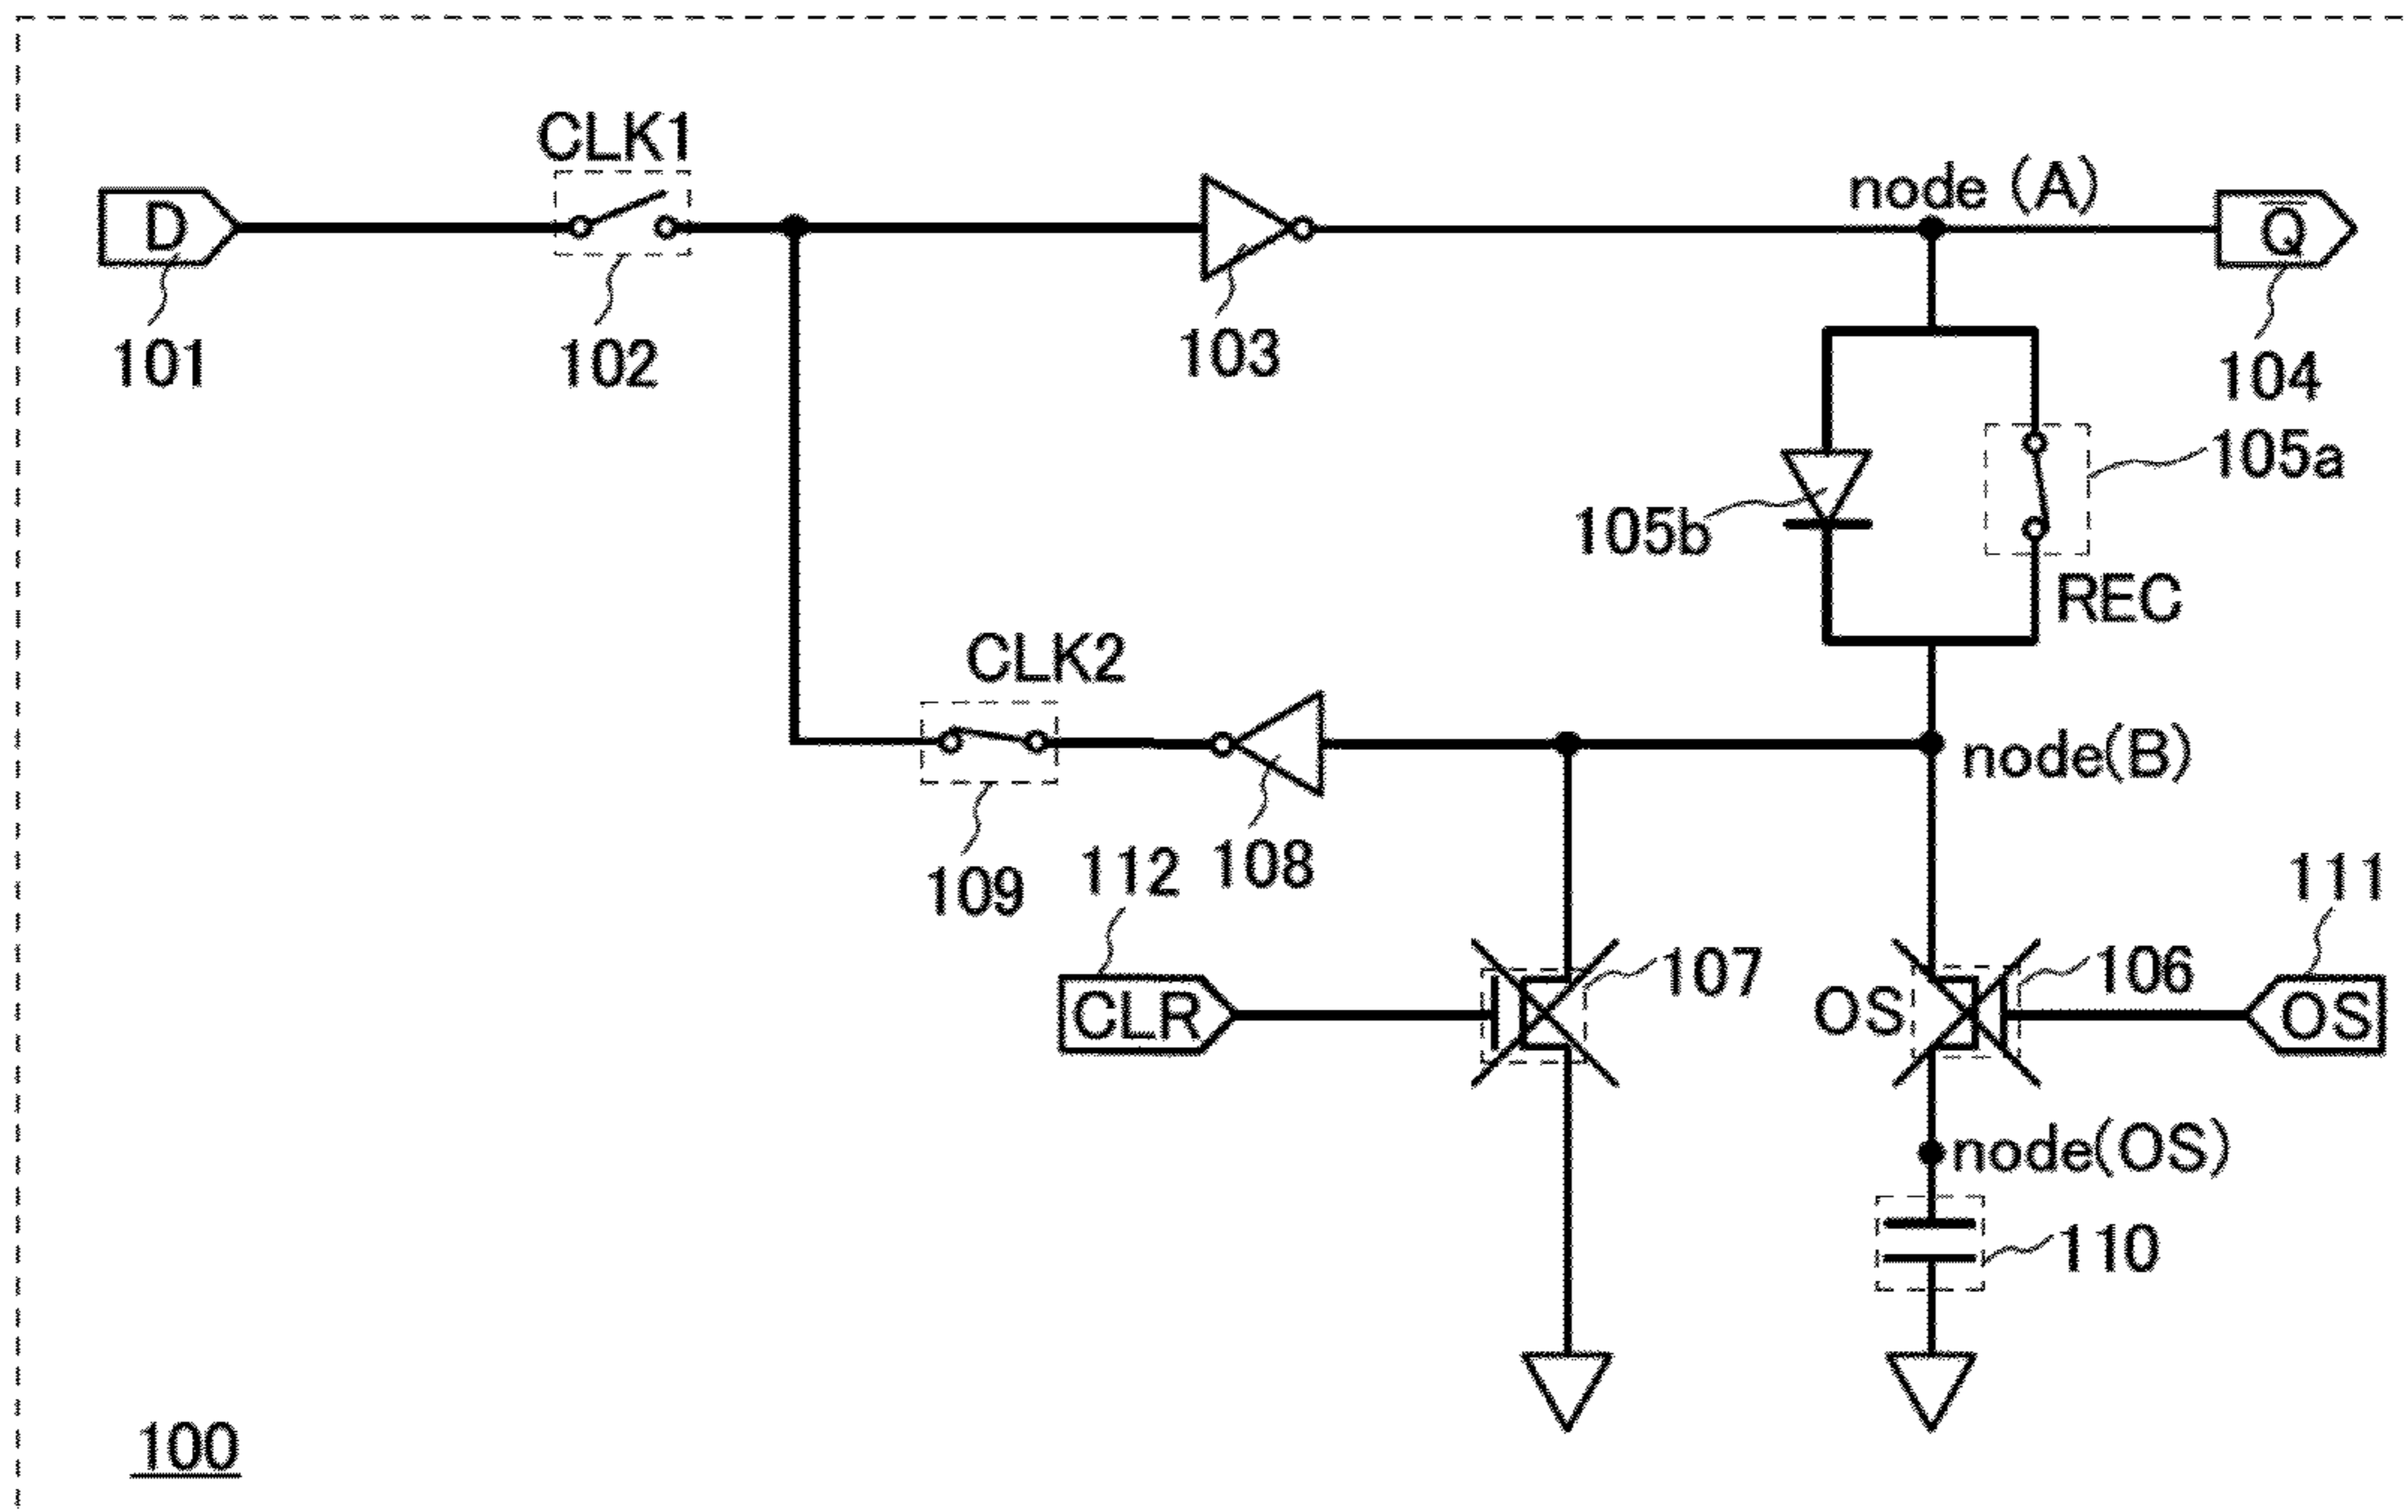 CLK1
D
node (A)
Q̅
101
102
103
104
105a
105b
REC
CLK2
node(B)
109
112
108
111
107
106
CLR
OS
OS
node(OS)
110
100